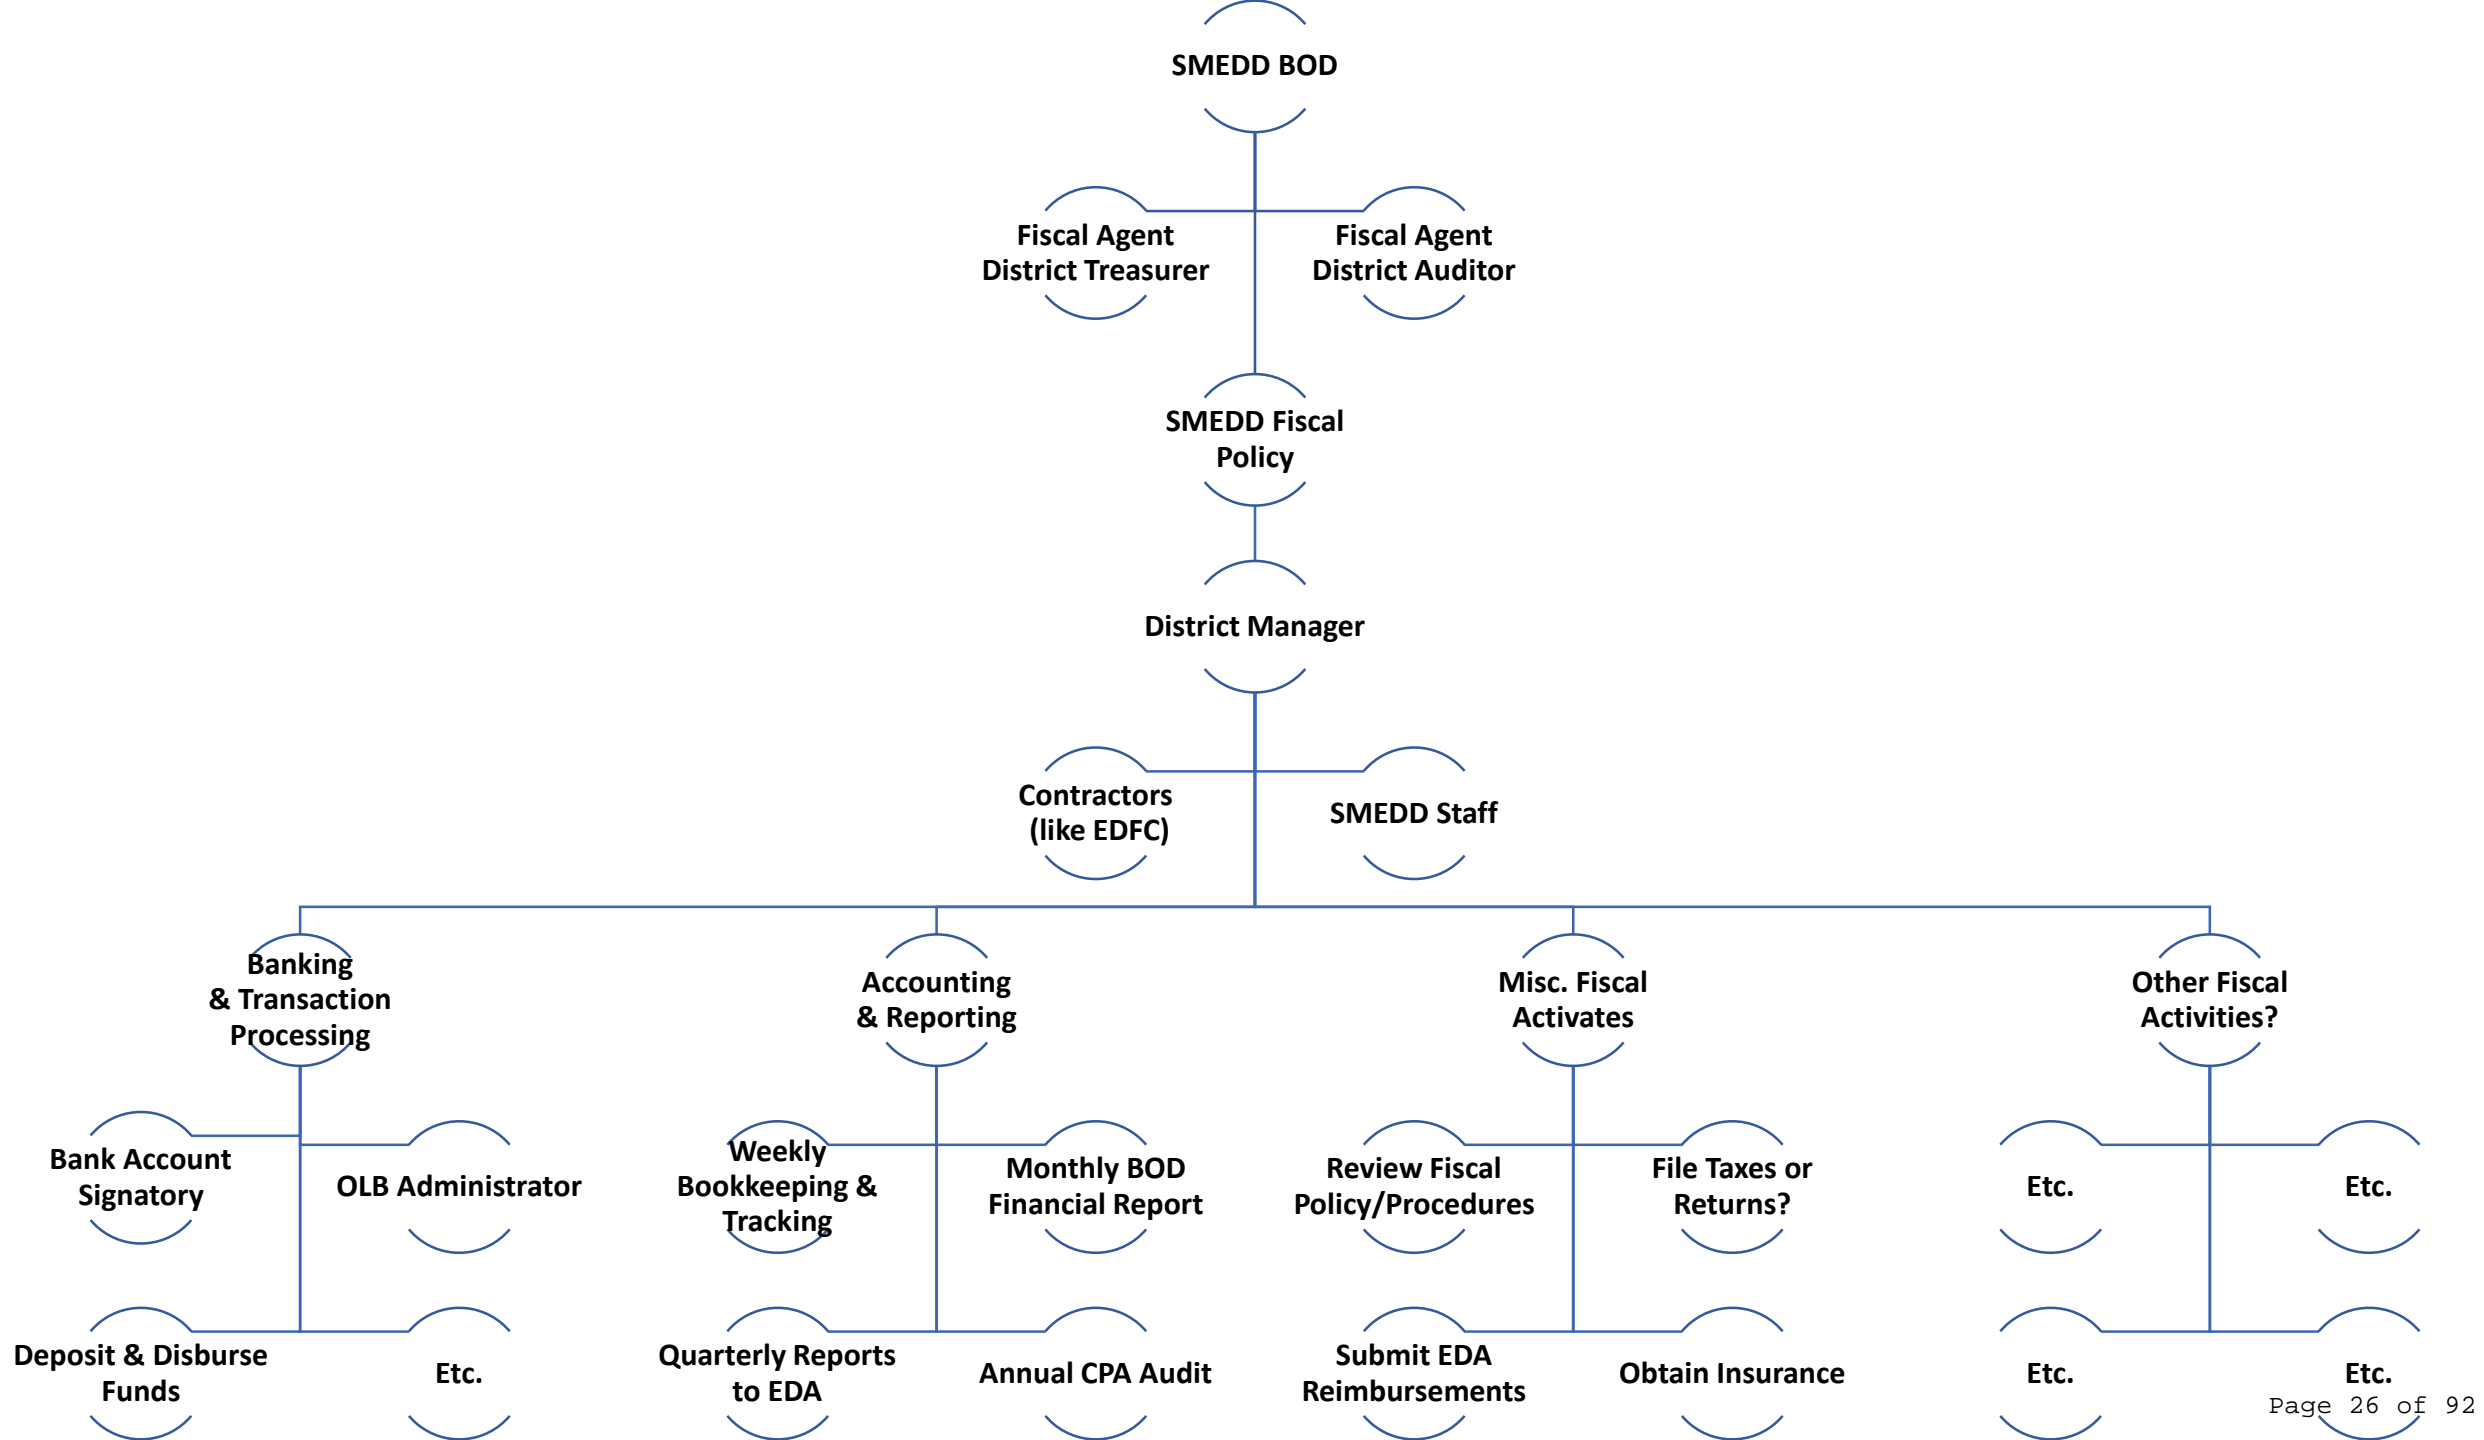 SMEDD BOD
Fiscal Agent
District Treasurer
Fiscal Agent
District Auditor
SMEDD Fiscal
Policy
District Manager
Contractors
(like EDFC)
SMEDD Staff
Banking
& Transaction
Processing
Accounting
& Reporting
Misc. Fiscal
Activates
Other Fiscal
Activities?
Bank Account
Signatory
OLB Administrator
Weekly
Bookkeeping &
Tracking
Monthly BOD
Financial Report
Review Fiscal
Policy/Procedures
File Taxes or
Returns?
Etc.
Etc.
Deposit & Disburse
Funds
Etc.
Quarterly Reports
to EDA
Annual CPA Audit
Submit EDA
Reimbursements
Obtain Insurance
Etc.
Etc.
Page 26 of 92